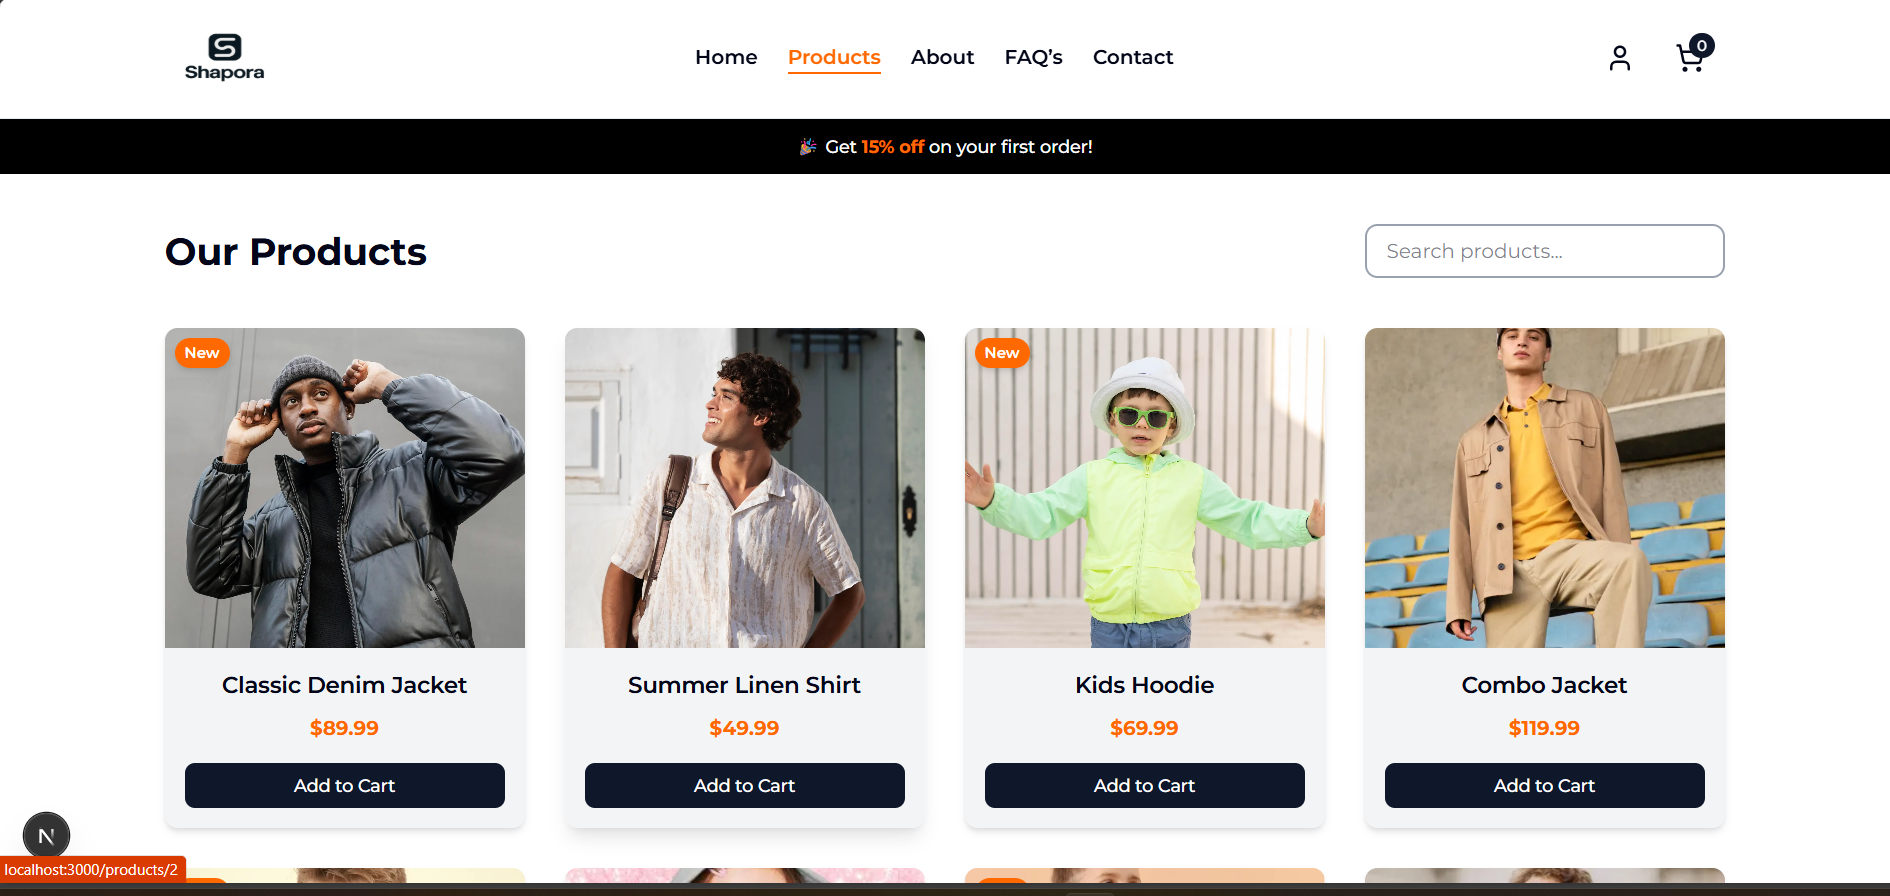 S
Shapora
Home Products About FAQ’s Contact
0
🎉 Get 15% off on your first order!
Our Products
Search products...
New
New
Classic Denim Jacket
Summer Linen Shirt
Kids Hoodie
Combo Jacket
$89.99
$49.99
$69.99
$119.99
Add to Cart
Add to Cart
Add to Cart
Add to Cart
N
localhost:3000/products/2